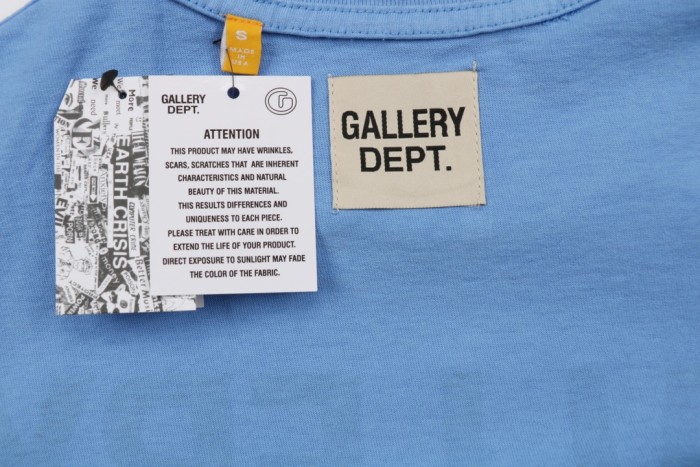 S
MADE
IN
USA
GALLERY
DEPT.
ATTENTION
THIS PRODUCT MAY HAVE WRINKLES,
SCARS, SCRATCHES THAT ARE INHERENT
CHARACTERISTICS AND NATURAL
BEAUTY OF THIS MATERIAL.
THIS RESULTS DIFFERENCES AND
UNIQUENESS TO EACH PIECE.
PLEASE TREAT WITH CARE IN ORDER TO
EXTEND THE LIFE OF YOUR PRODUCT.
DIRECT EXPOSURE TO SUNLIGHT MAY FADE
THE COLOR OF THE FABRIC.
GALLERY
DEPT.
More
We
need
EARTH CRISIS